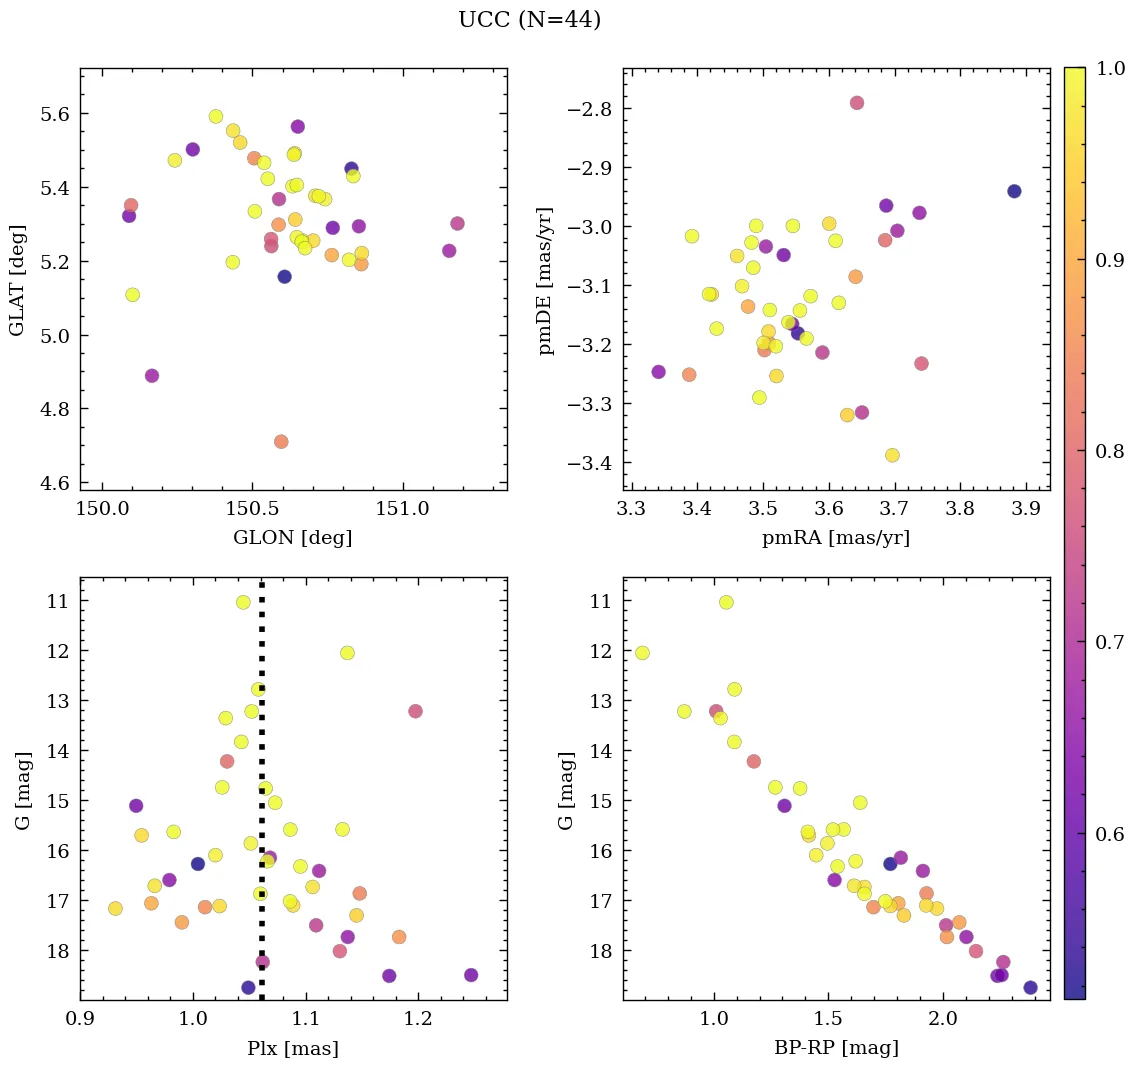 UCC (N=44)
5.6
5.4
5.2
5.0
4.8
4.6
GLAT [deg]
150.0 150.5 151.0
GLON [deg]
−2.8
−2.9
−3.0
−3.1
−3.2
−3.3
−3.4
pmDE [mas/yr]
3.3 3.4 3.5 3.6 3.7 3.8 3.9
pmRA [mas/yr]
1.0
0.9
0.8
0.7
0.6
11
12
13
14
15
16
17
18
G [mag]
0.9 1.0 1.1 1.2
Plx [mas]
11
12
13
14
15
16
17
18
G [mag]
1.0 1.5 2.0
BP-RP [mag]